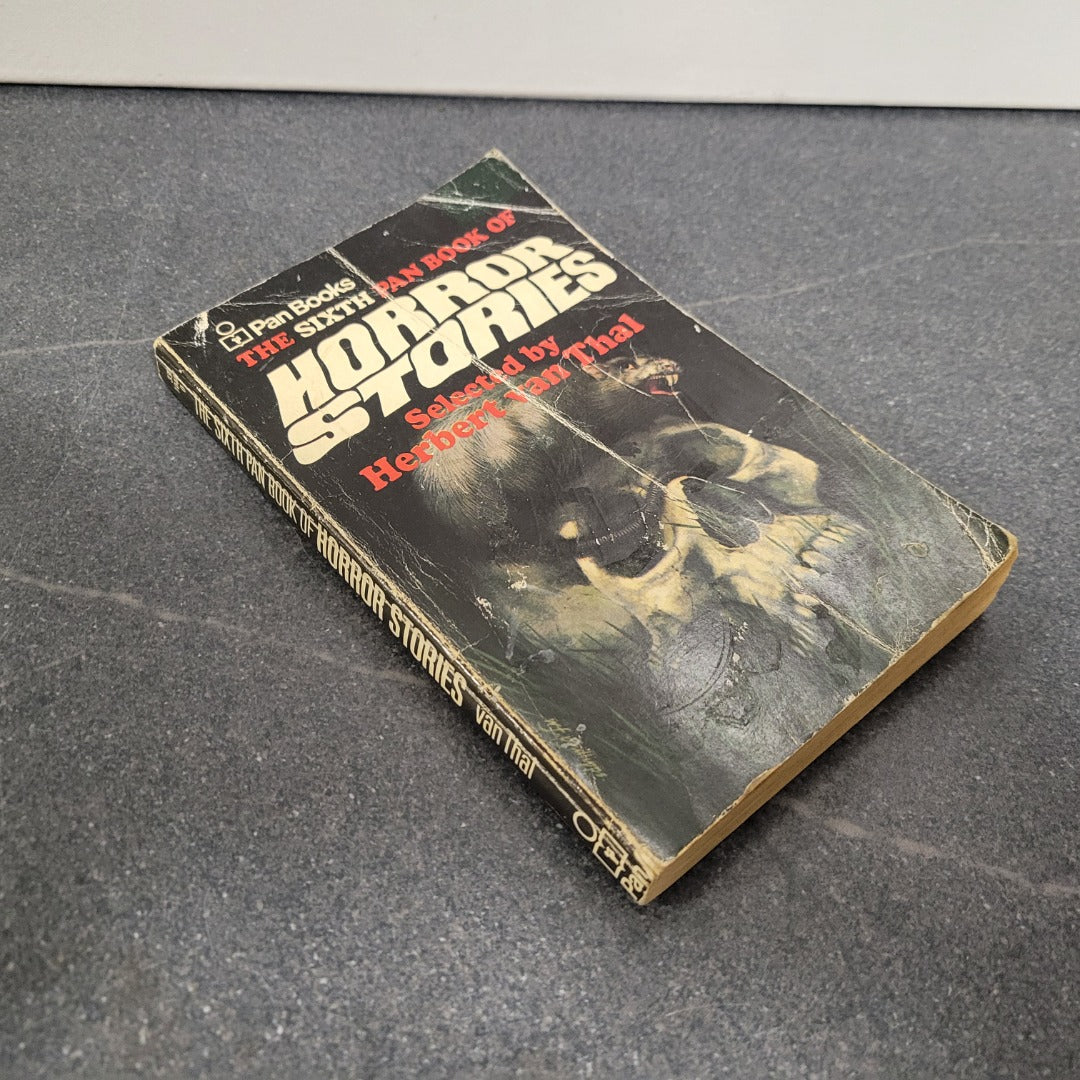 Pan Books
THE SIXTH PAN BOOK OF
HORROR
STORIES
Selected by
Herbert van Thal
THE SIXTH PAN BOOK OF HORROR STORIES van Thal